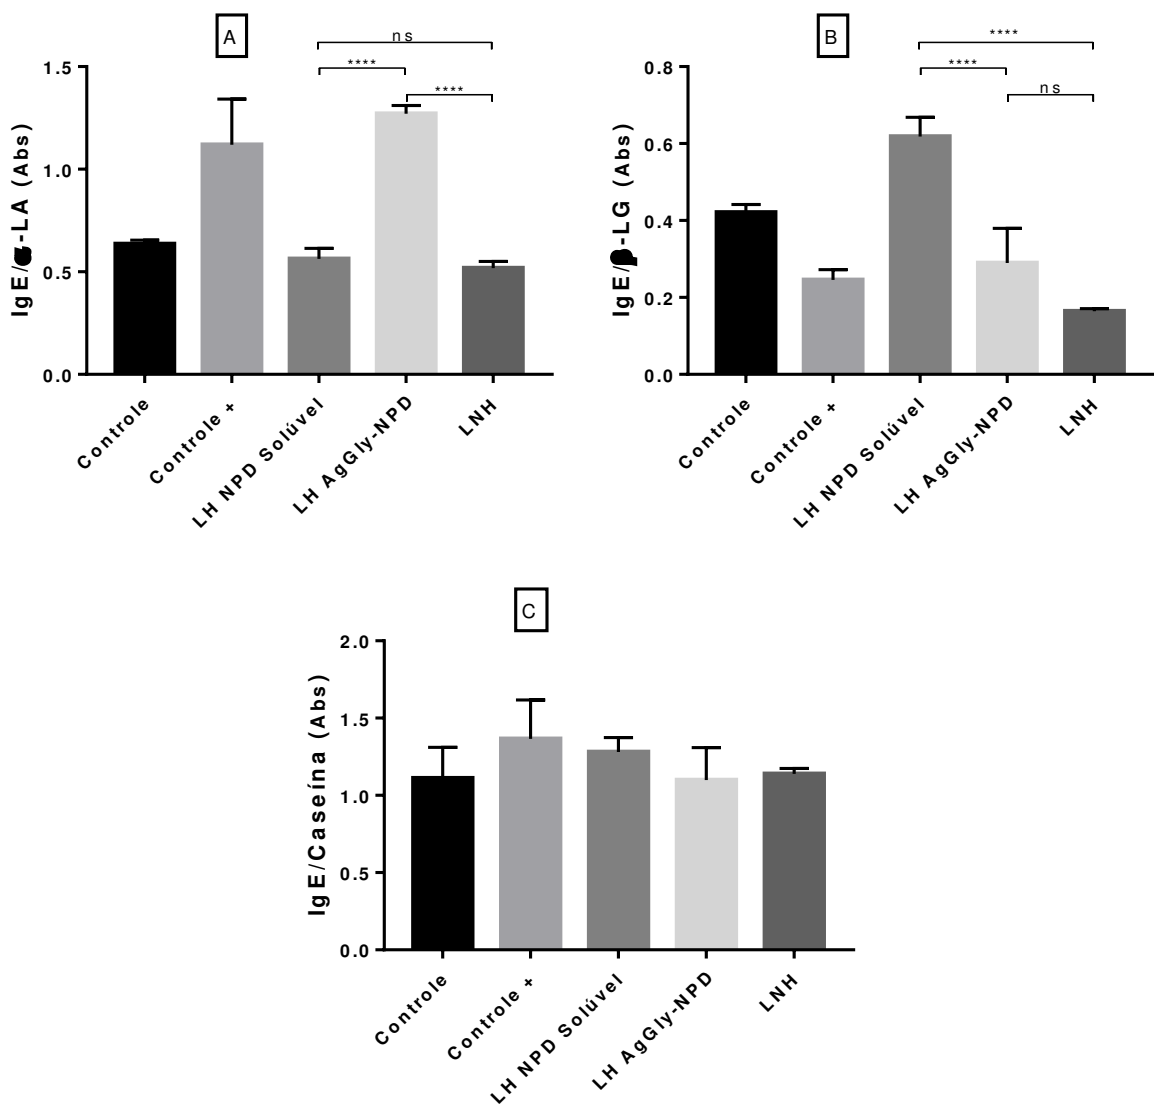 A
ns
****
****
IgE/α-LA (Abs)
1.5
1.0
0.5
0.0
Controle
Controle +
LH NPD Solúvel
LH AgGly-NPD
LNH
B
****
****
ns
IgE/β-LG (Abs)
0.8
0.6
0.4
0.2
0.0
Controle
Controle +
LH NPD Solúvel
LH AgGly-NPD
LNH
C
IgE/Caseína (Abs)
2.0
1.5
1.0
0.5
0.0
Controle
Controle +
LH NPD Solúvel
LH AgGly-NPD
LNH